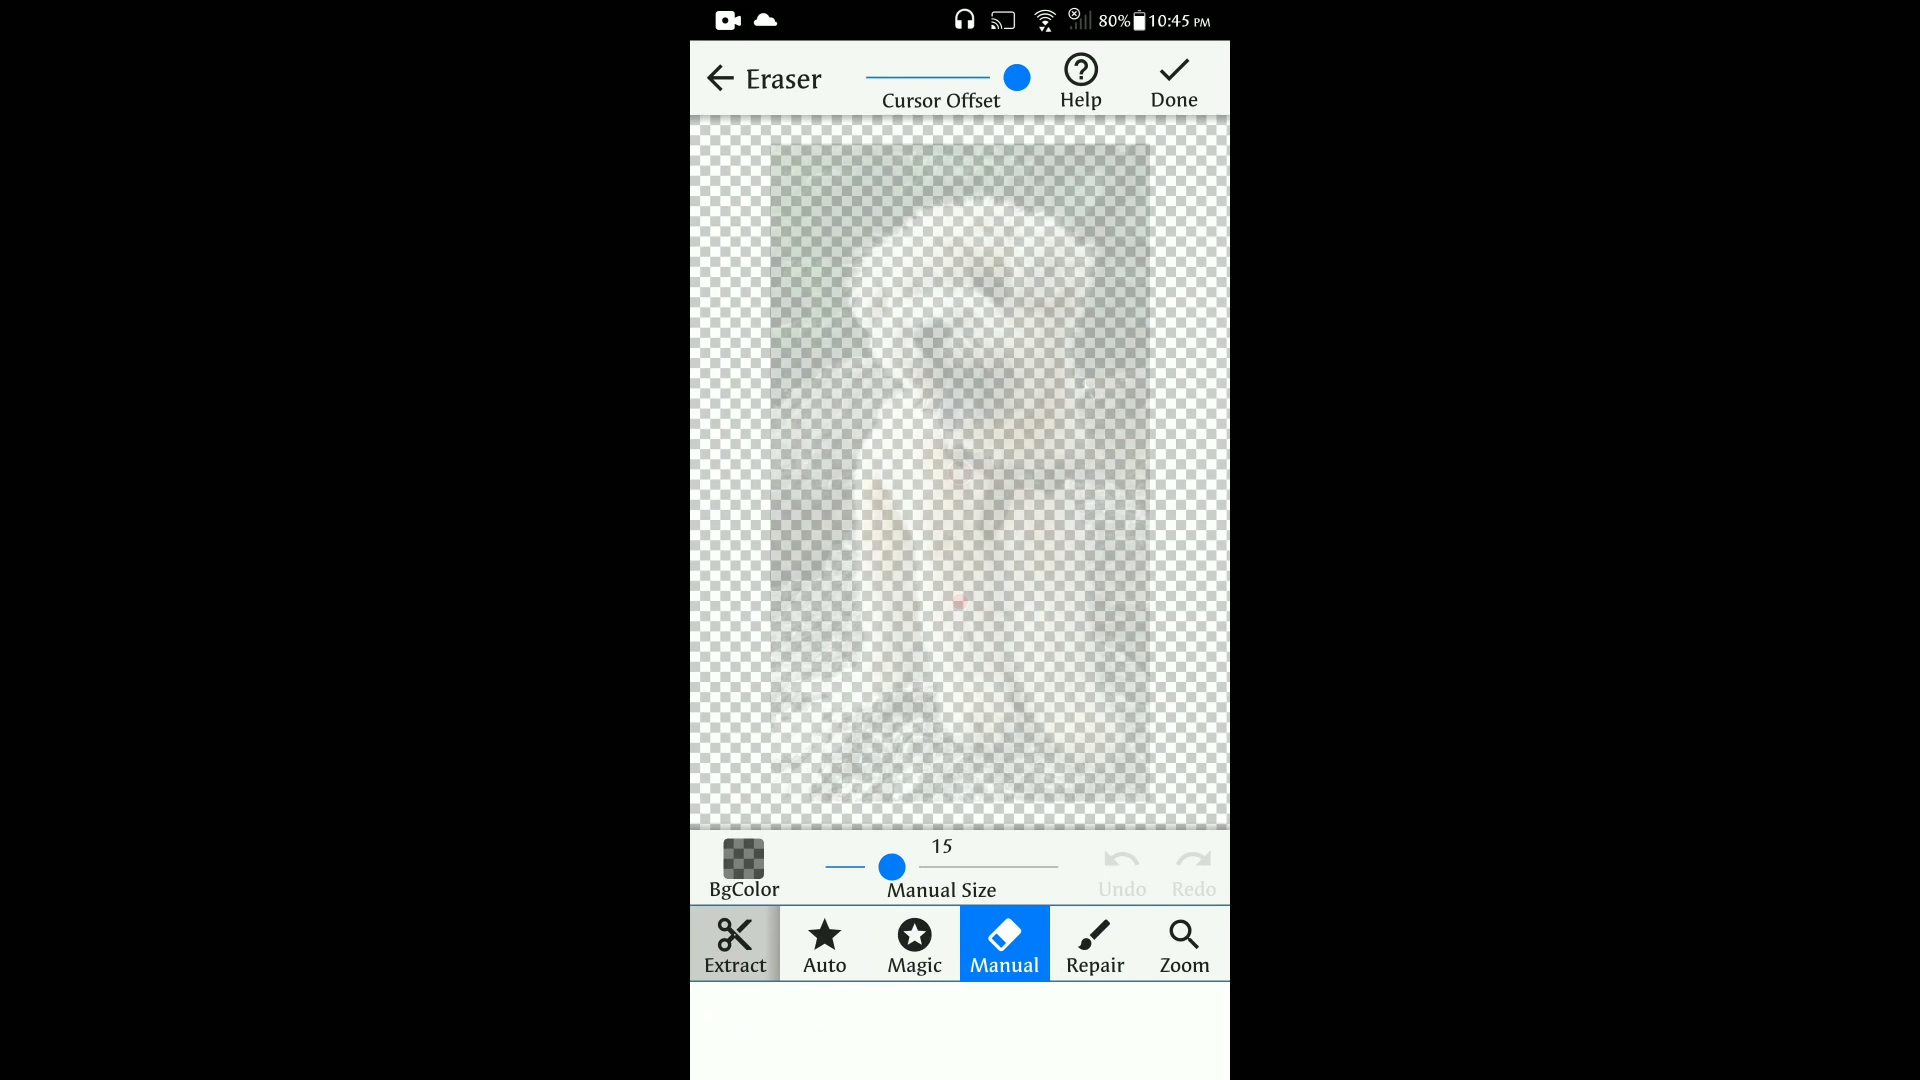 80% 10:45 PM
Eraser
Cursor Offset
Help
Done
15
BgColor
Manual Size
Undo
Redo
Extract
Auto
Magic
Manual
Repair
Zoom